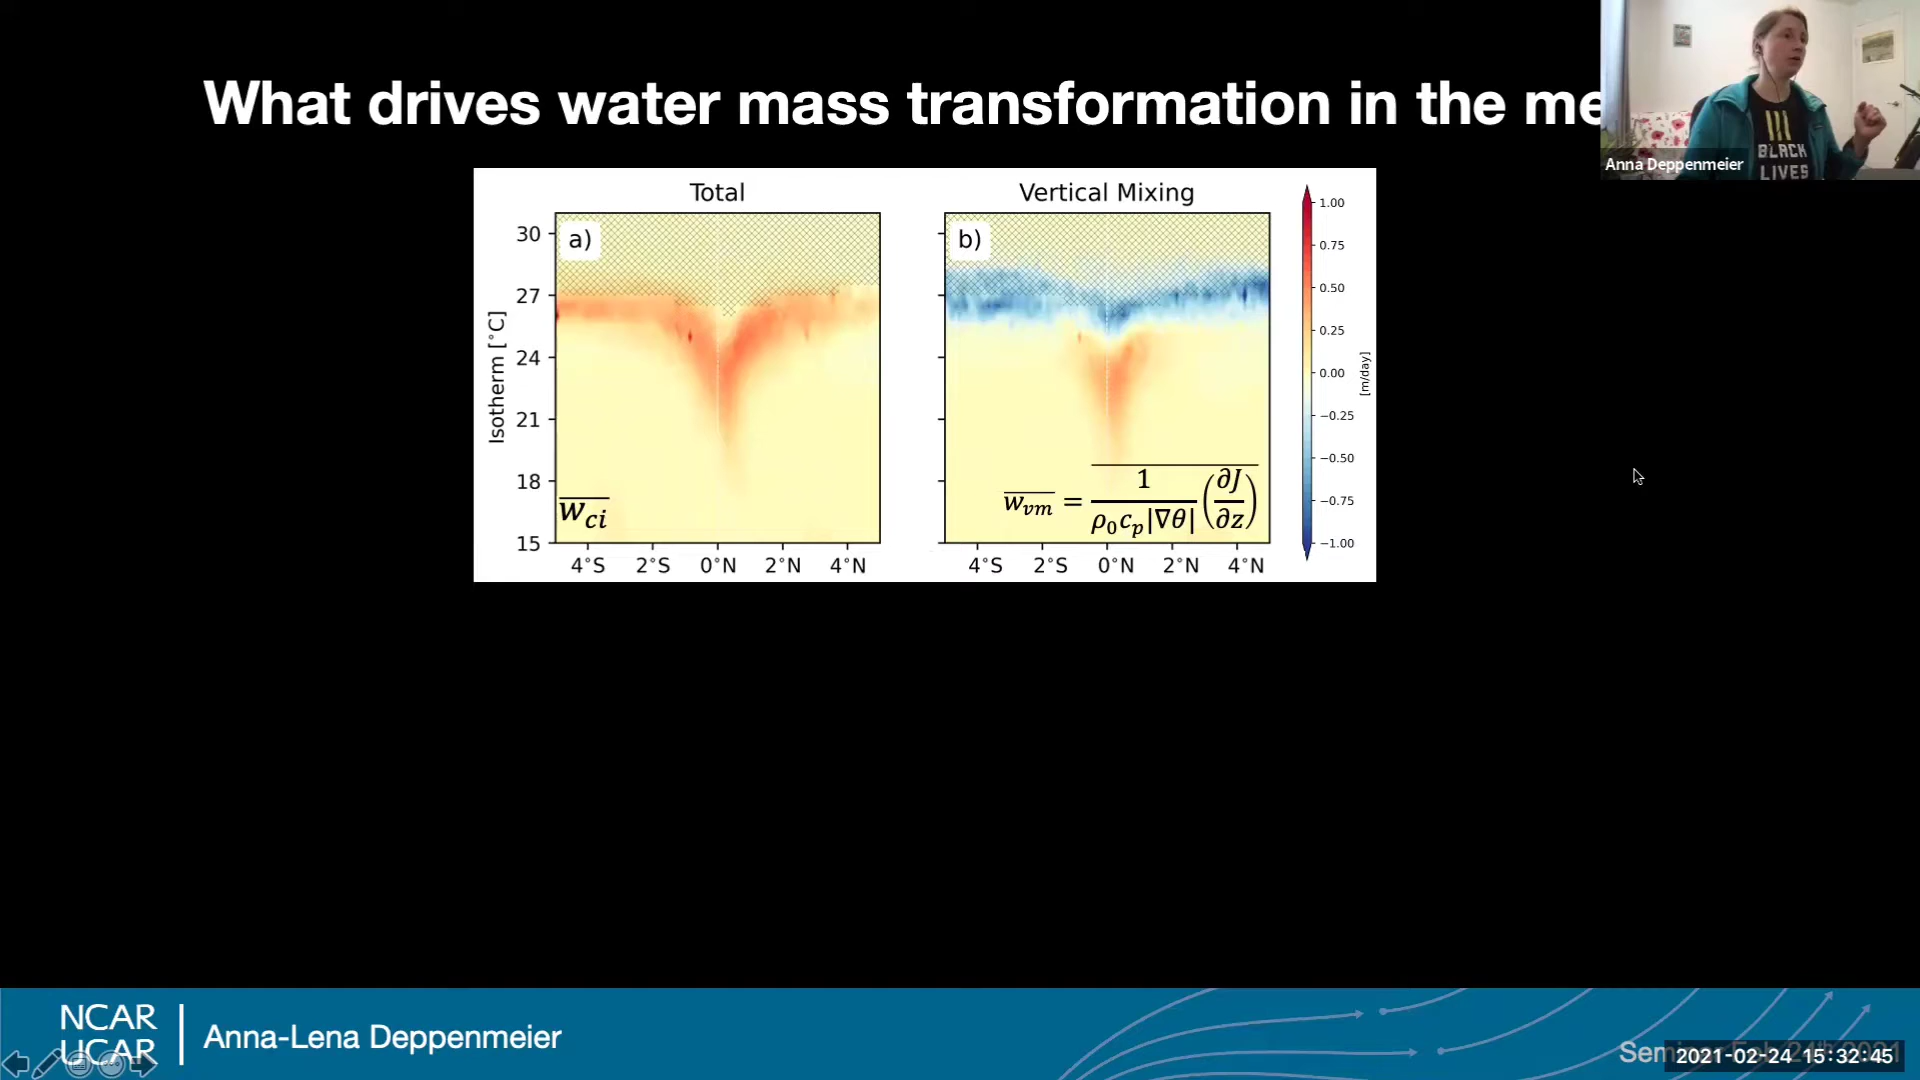 What drives water mass transformation in the me
Anna Deppenmeier
BLACK
LIVES
Total
Vertical Mixing
a)
b)
Isotherm [°C]
30
27
24
21
18
15
4°S 2°S 0°N 2°N 4°N
4°S 2°S 0°N 2°N 4°N
w_ci
w_vm = 1/(ρ₀c_p|∇θ|) (∂J/∂z)
1.00
0.75
0.50
0.25
0.00
−0.25
−0.50
−0.75
−1.00
[m/day]
NCAR
UCAR
Anna-Lena Deppenmeier
2021-02-24 15:32:45